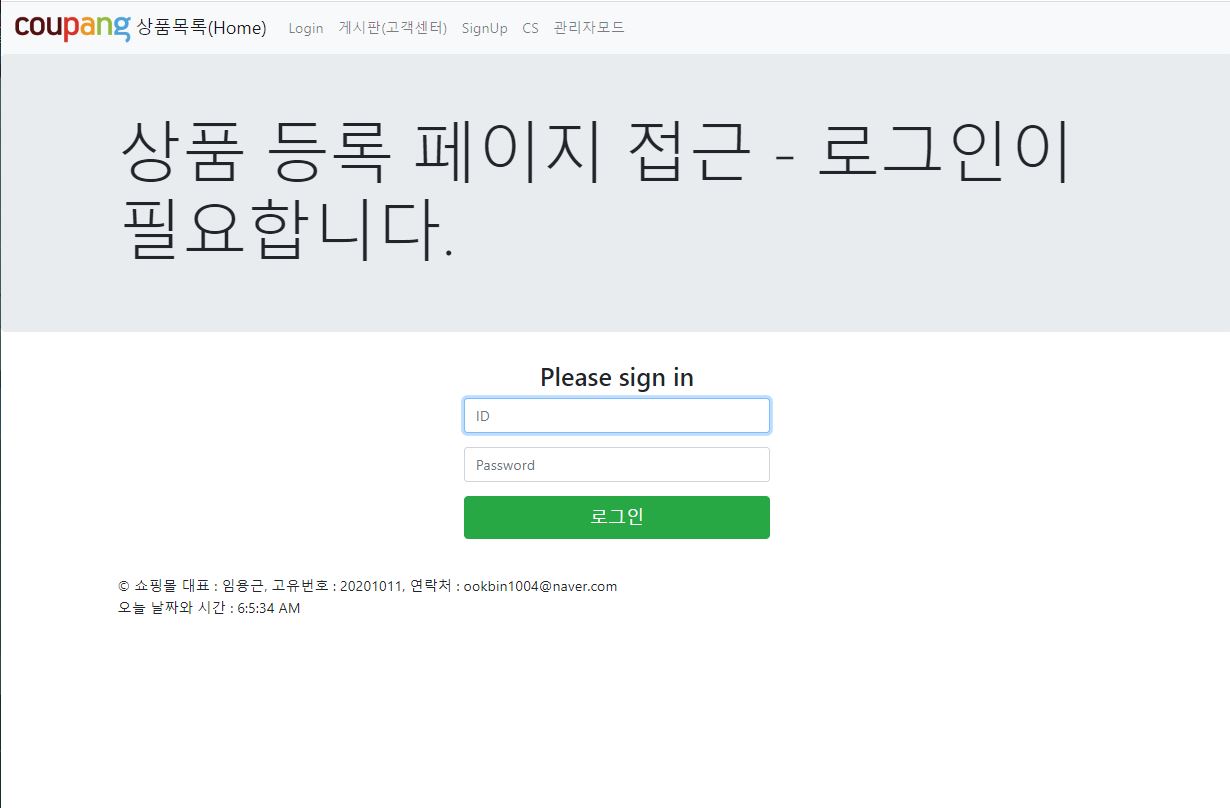 coupang 상품목록(Home) Login 게시판(고객센터) SignUp CS 관리자모드
상품 등록 페이지 접근 - 로그인이
필요합니다.
Please sign in
ID
Password
로그인
© 쇼핑몰 대표 : 임용근, 고유번호 : 20201011, 연락처 : ookbin1004@naver.com
오늘 날짜와 시간 : 6:5:34 AM